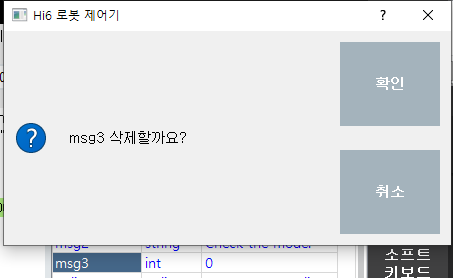 Hi6 로봇 제어기
확인
msg3 삭제할까요?
취소
msg2 string Check the model
msg3 int 0
소프트
키보드